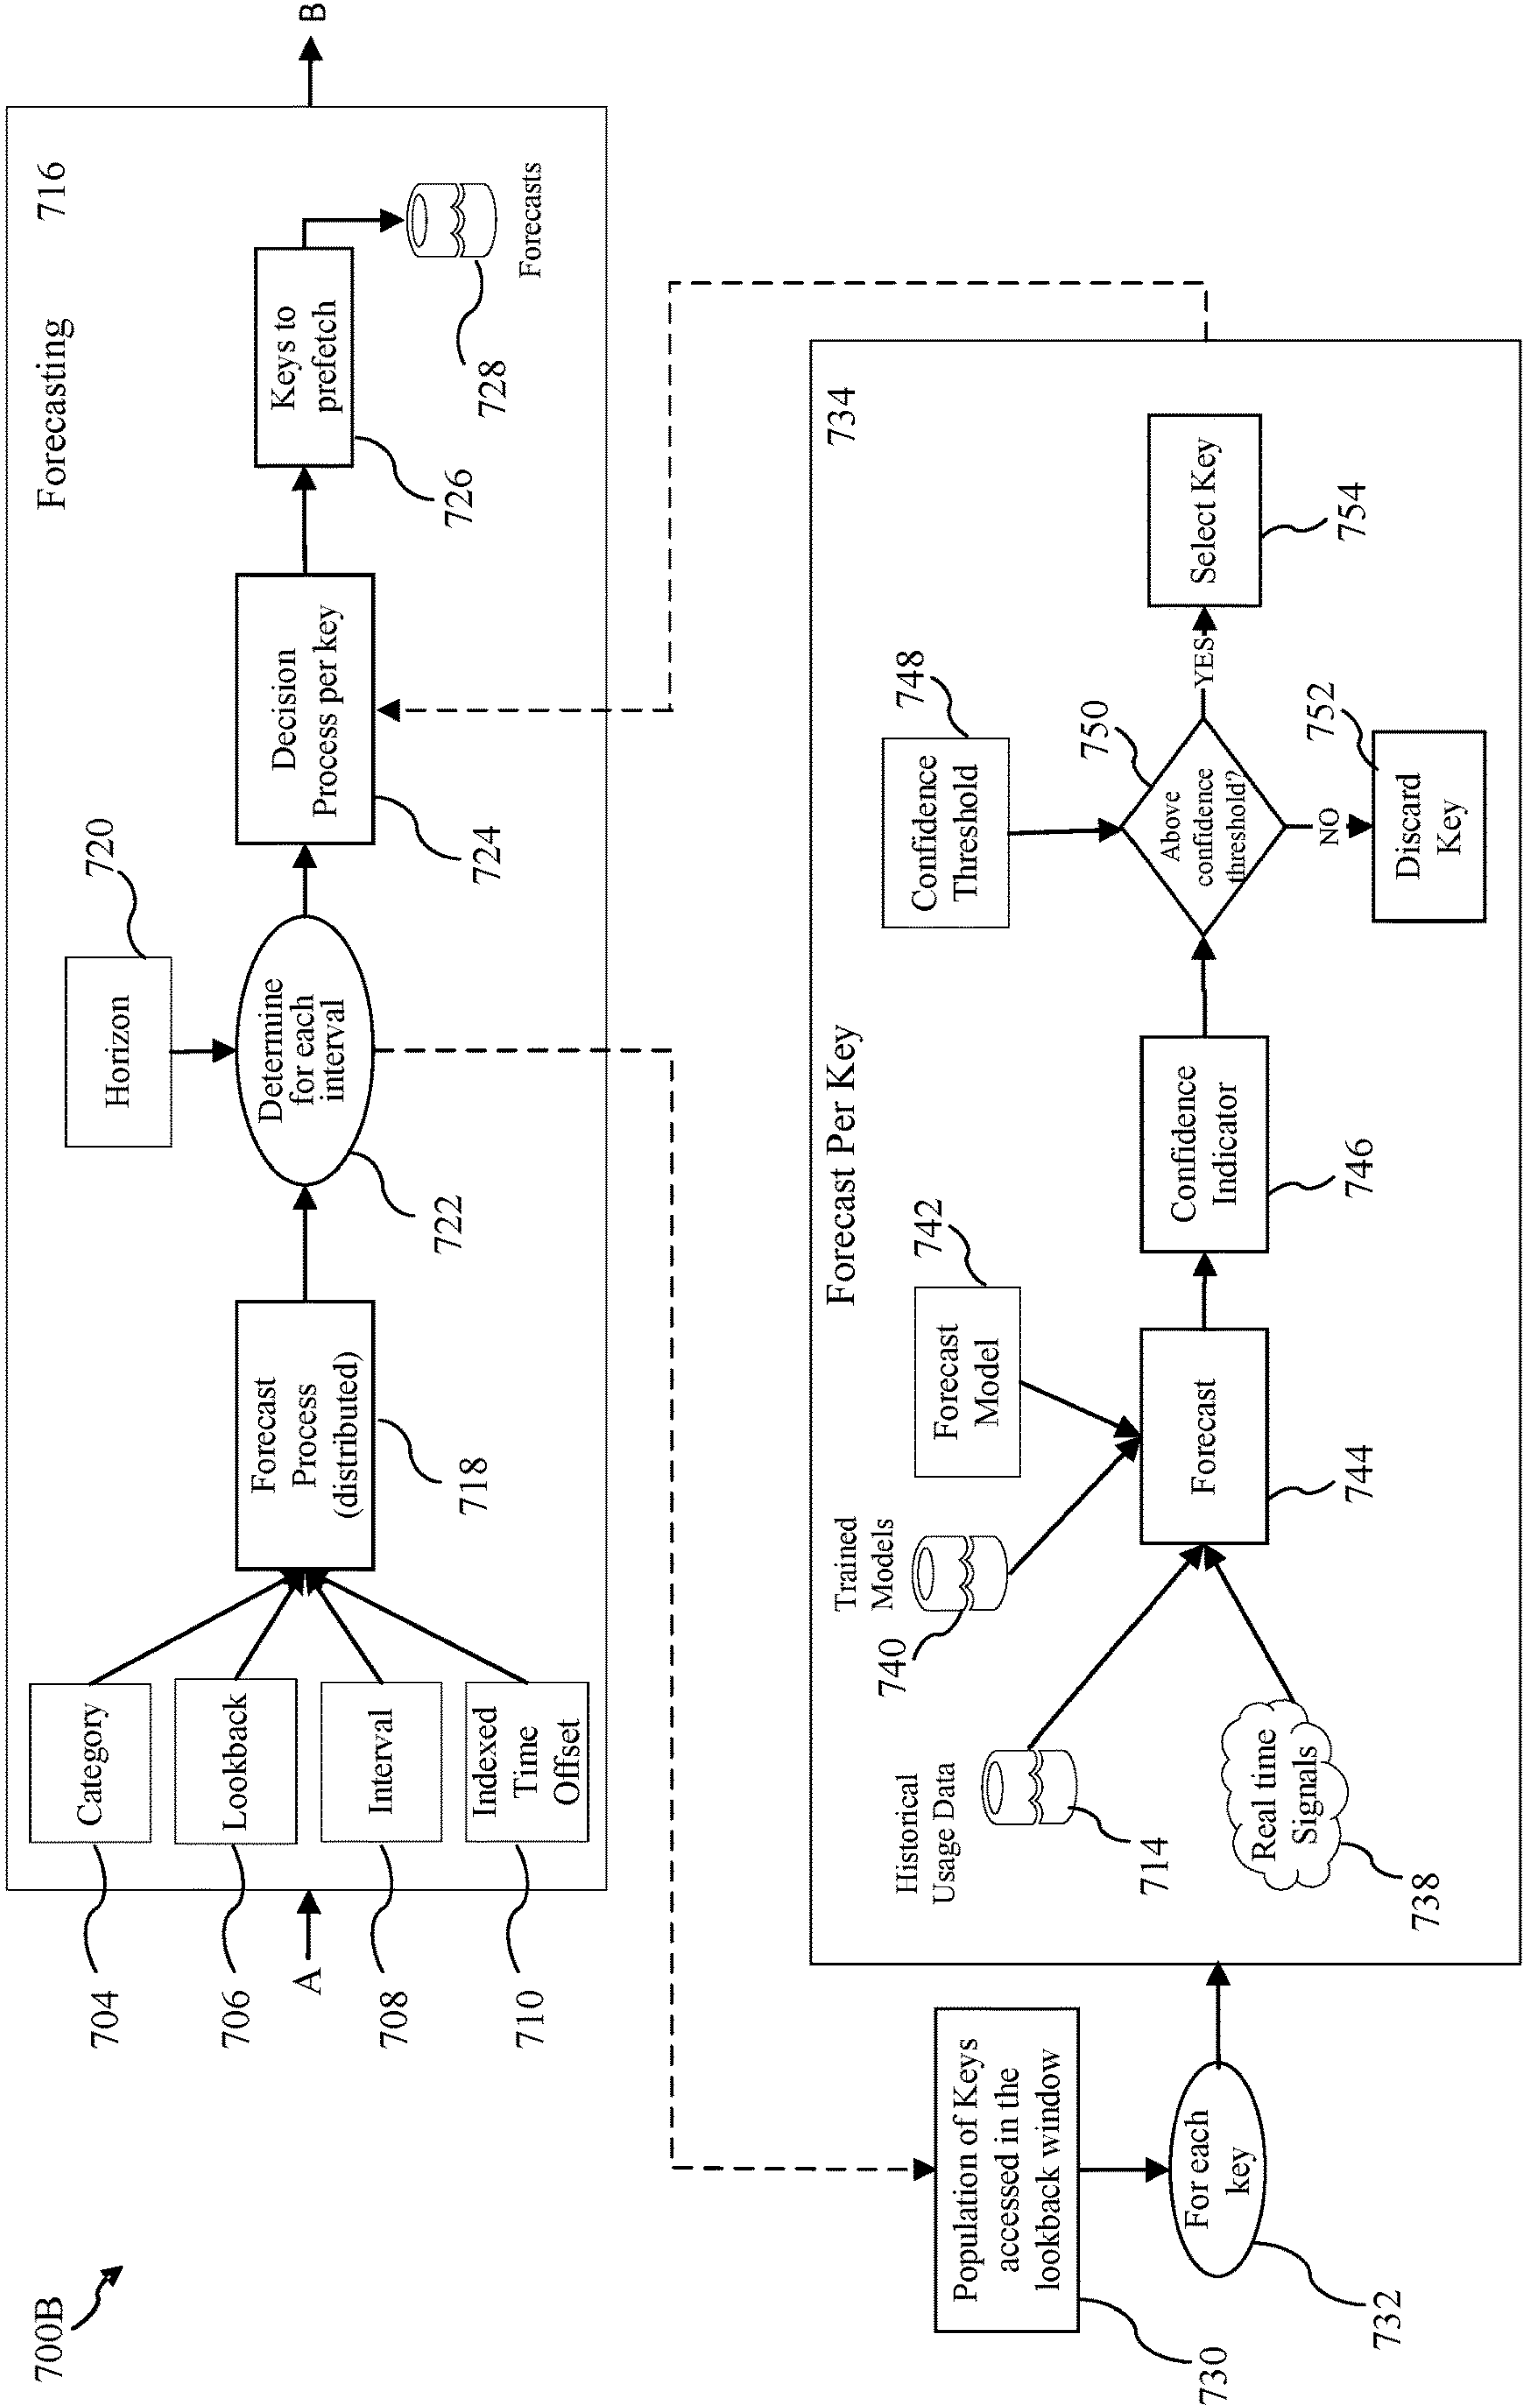 700B
Forecasting
716
704
Category
706
Lookback
A
708
Interval
710
Indexed
Time
Offset
Forecast
Process
(distributed)
718
Horizon
720
Determine
for each
interval
722
Decision
Process per key
724
Keys to
prefetch
726
728
Forecasts
B
Population of Keys
accessed in the
lookback window
730
For each
key
732
Forecast Per Key
734
Historical
Usage Data
714
Real time
Signals
738
Trained
Models
740
Forecast
Model
742
Forecast
744
Confidence
Indicator
746
Confidence
Threshold
748
Above
confidence
threshold?
750
YES
NO
Discard
Key
752
Select Key
754